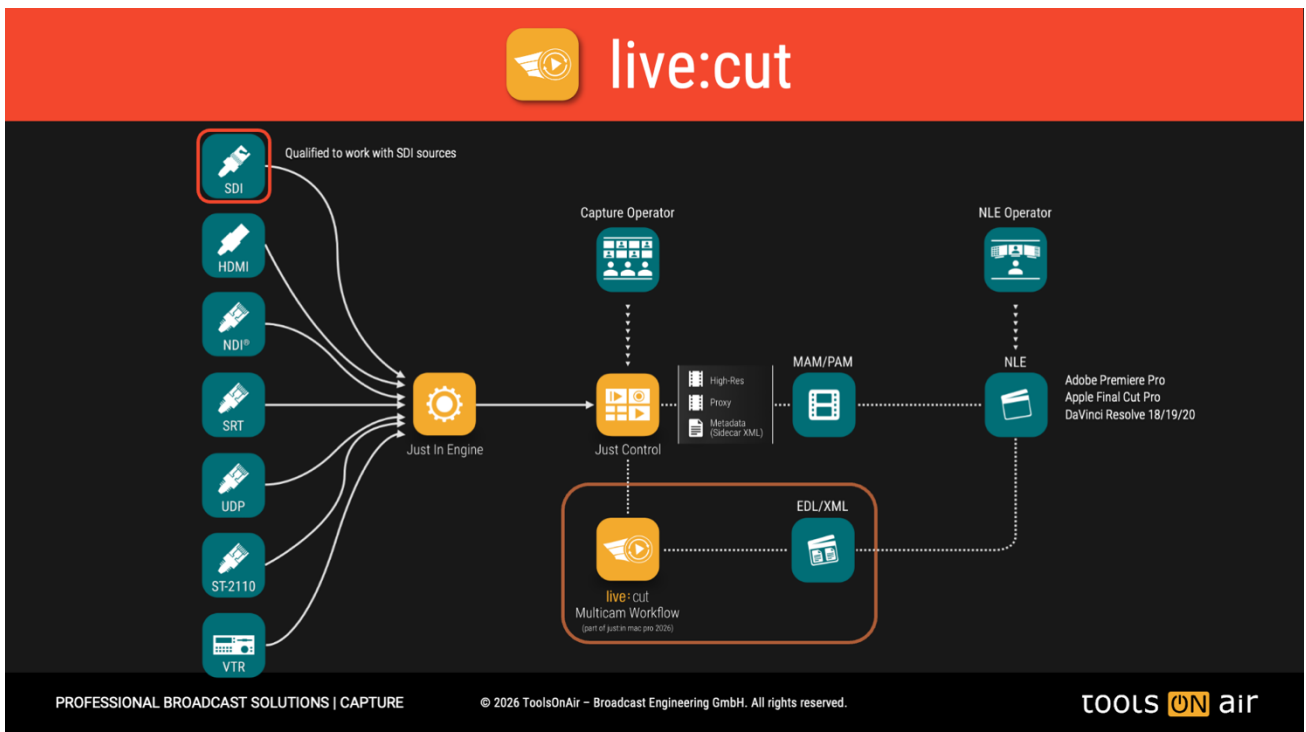 live:cut
SDI
Qualified to work with SDI sources
HDMI
NDI®
SRT
UDP
ST-2110
VTR
Just In Engine
Capture Operator
Just Control
High-Res
Proxy
Metadata
(Sidecar XML)
MAM/PAM
NLE Operator
NLE
Adobe Premiere Pro
Apple Final Cut Pro
DaVinci Resolve 18/19/20
live:cut
Multicam Workflow
(part of just:in mac pro 2026)
EDL/XML
PROFESSIONAL BROADCAST SOLUTIONS | CAPTURE
© 2026 ToolsOnAir – Broadcast Engineering GmbH. All rights reserved.
TOOLS ON air